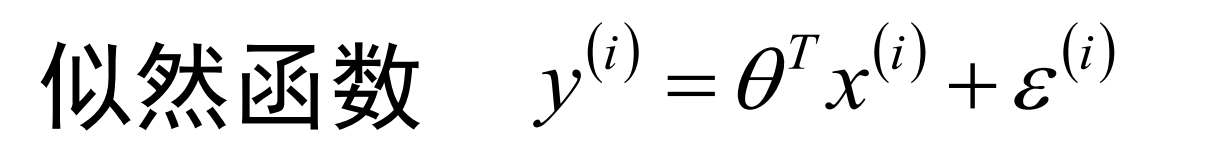 似然函数 y^{(i)} = θ^T x^{(i)} + ε^{(i)}